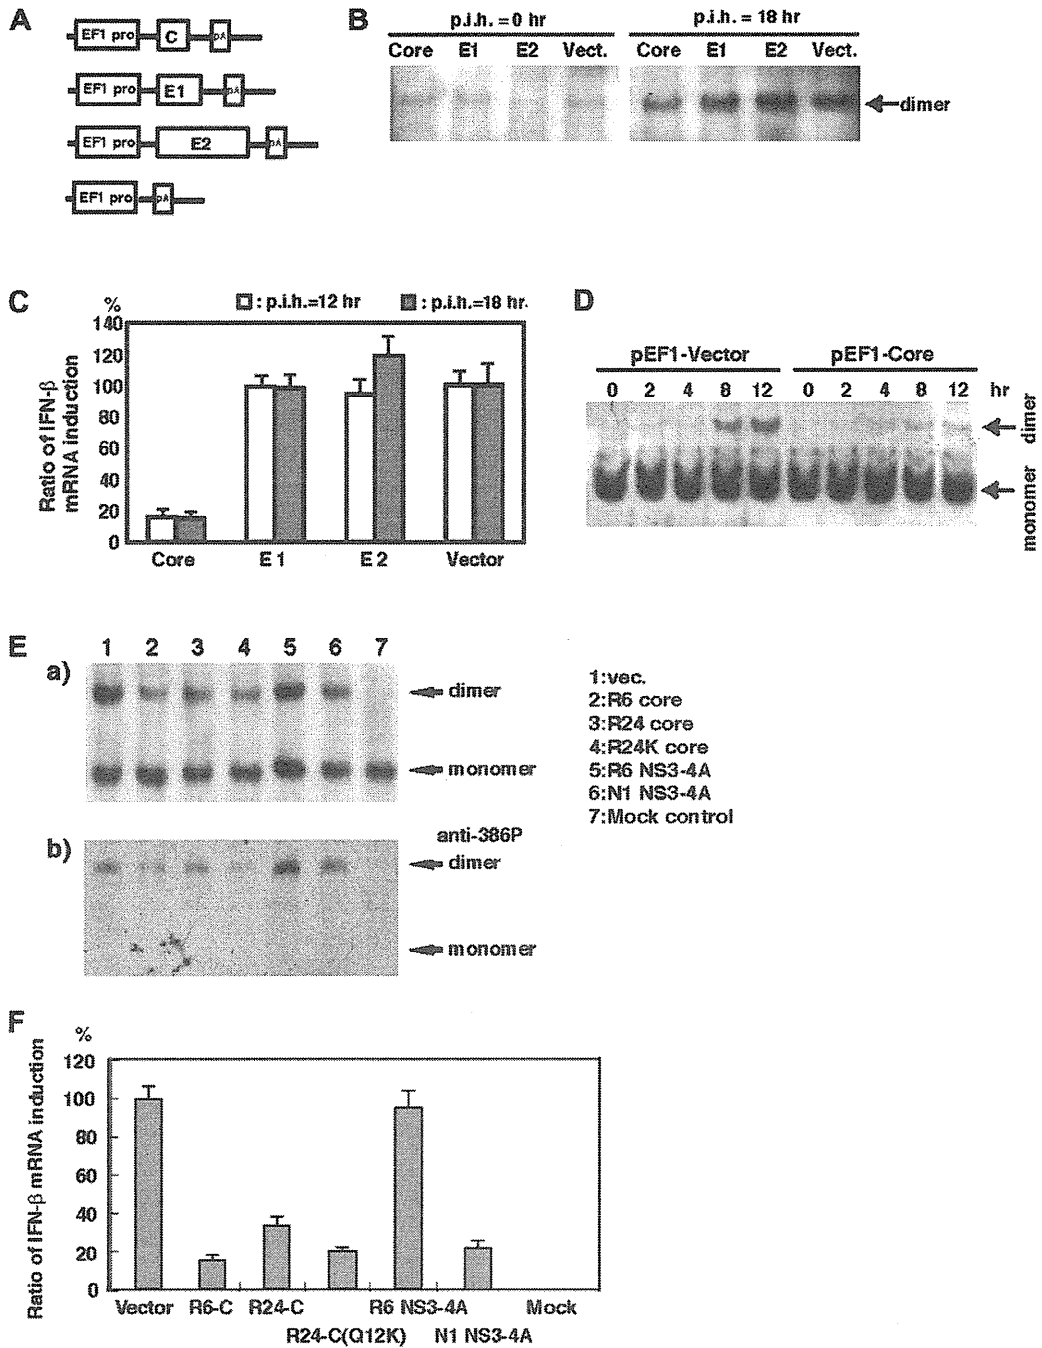 A
EF1 pro C pA
EF1 pro E1 pA
EF1 pro E2 pA
EF1 pro pA
B
p.i.h. = 0 hr p.i.h. = 18 hr
Core E1 E2 Vect. Core E1 E2 Vect.
dimer
C
% : p.i.h.=12 hr : p.i.h.=18 hr.
Ratio of IFN-β
mRNA induction
140
120
100
80
60
40
20
0
Core E1 E2 Vector
D
pEF1-Vector pEF1-Core
0 2 4 8 12 0 2 4 8 12 hr
dimer
monomer
E
1 2 3 4 5 6 7
a)
dimer
monomer
anti-386P
b)
dimer
monomer
1:vec.
2:R6 core
3:R24 core
4:R24K core
5:R6 NS3-4A
6:N1 NS3-4A
7:Mock control
F
%
Ratio of IFN-β mRNA induction
120
100
80
60
40
20
0
Vector R6-C R24-C R6 NS3-4A Mock
R24-C(Q12K) N1 NS3-4A